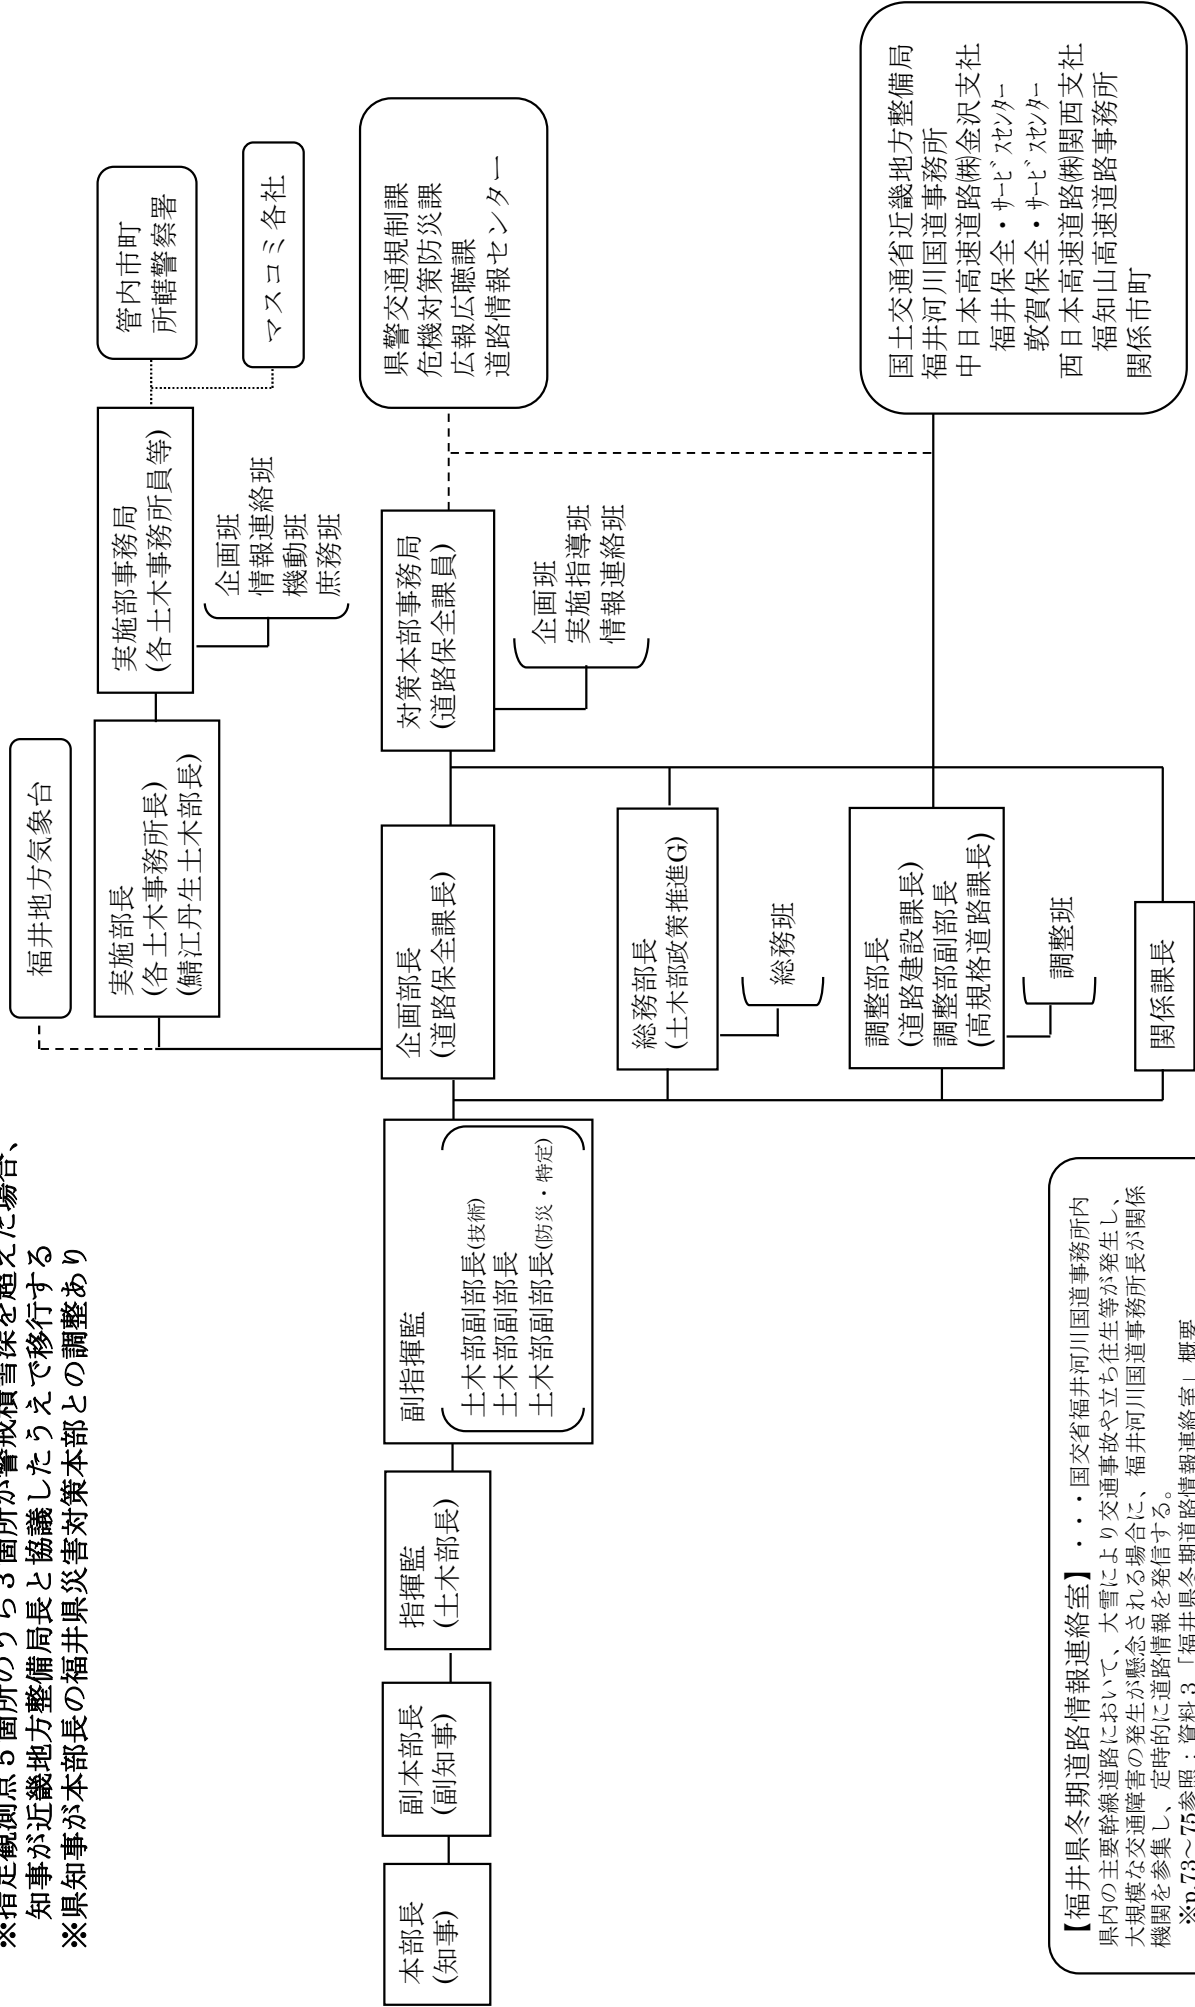 ※指定観測点5箇所のうち3箇所が警戒積雪深を超えた場合、
知事が近畿地方整備局長と協議したうえで移行する
※県知事が本部長の福井県災害対策本部との調整あり
福井地方気象台
実施部長
(各土木事務所長)
(鯖江丹生土木部長)
実施部事務局
(各土木事務所員等)
企画班
情報連絡班
機動班
庶務班
管内市町
所轄警察署
マスコミ各社
本部長
(知事)
副本部長
(副知事)
指揮監
(土木部長)
副指揮監
土木部副部長(技術)
土木部副部長
土木部副部長(防災・特定)
企画部長
(道路保全課長)
対策本部事務局
(道路保全課員)
企画班
実施指導班
情報連絡班
県警交通規制課
危機対策防災課
広報広聴課
道路情報センター
総務部長
(土木部政策推進G)
総務班
調整部長
(道路建設課長)
調整部副部長
(高規格道路課長)
調整班
関係課長
国土交通省近畿地方整備局
福井河川国道事務所
中日本高速道路㈱金沢支社
福井保全・ｻｰﾋﾞｽｾﾝﾀｰ
敦賀保全・ｻｰﾋﾞｽｾﾝﾀｰ
西日本高速道路㈱関西支社
福知山高速道路事務所
関係市町
【福井県冬期道路情報連絡室】・・・国交省福井河川国道事務所内
県内の主要幹線道路において、大雪により交通事故や立ち往生等が発生し、
大規模な交通障害の発生が懸念される場合に、福井河川国道事務所長が関係
機関を参集し、定時的に道路情報を発信する。
※p.73～75参照：資料3「福井県冬期道路情報連絡室」概要